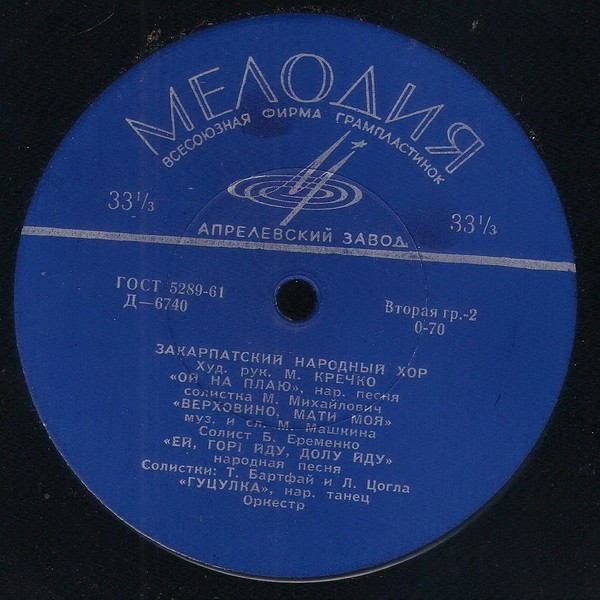 МЕЛОДИЯ
ВСЕСОЮЗНАЯ ФИРМА ГРАМПЛАСТИНОК
33⅓
33⅓
АПРЕЛЕВСКИЙ ЗАВОД
ГОСТ 5289-61
Д—6740
Вторая гр.-2
0-70
ЗАКАРПАТСКИЙ НАРОДНЫЙ ХОР
Худ. рук. М. КРЕЧКО
«ОЙ НА ПЛАЮ», нар. песня
солистка М. Михайлович
«ВЕРХОВИНО, МАТИ МОЯ»
муз. и сл. М. Машкина
Солист Б. Еременко
«ЕЙ, ГОРІ ЙДУ, ДОЛУ ЙДУ»
народная песня
Солистки: Т. Бартфай и Л. Цогла
«ГУЦУЛКА», нар. танец
Оркестр